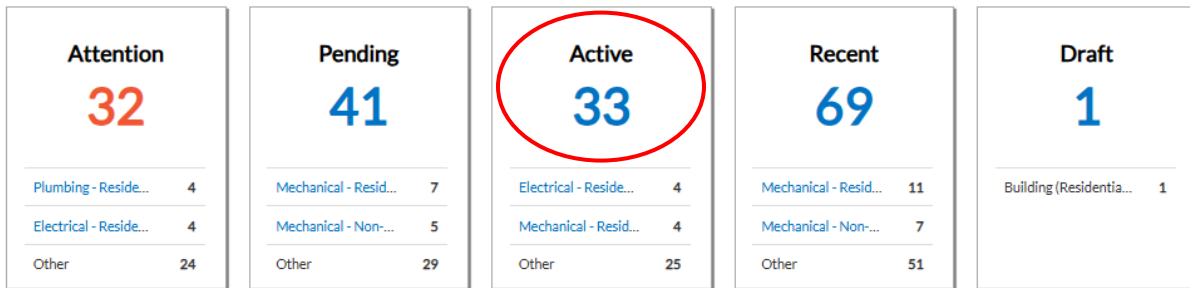 Attention
32
Plumbing - Reside... 4
Electrical - Reside... 4
Other 24
Pending
41
Mechanical - Resid... 7
Mechanical - Non-... 5
Other 29
Active
33
Electrical - Reside... 4
Mechanical - Resid... 4
Other 25
Recent
69
Mechanical - Resid... 11
Mechanical - Non-... 7
Other 51
Draft
1
Building (Residentia... 1